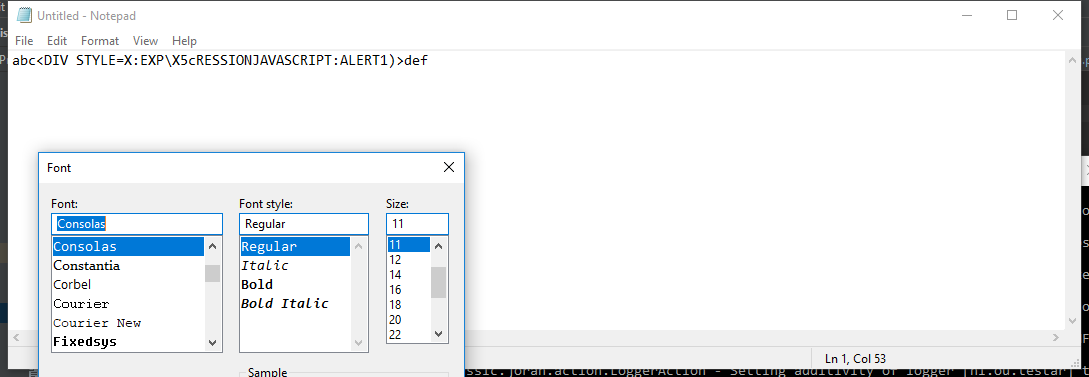 Untitled - Notepad
File Edit Format View Help
abc<DIV STYLE=X:EXP\X5cRESSIONJAVASCRIPT:ALERT1)>def
Font
Font: Font style: Size:
Consolas Regular 11
Consolas Regular 11
Constantia Italic 12
Corbel Bold 14
Courier Bold Italic 16
Courier New 18
Fixedsys 20
22
Sample
Ln 1, Col 53
ssic.joran.action.LoggerAction - Setting additivity of logger [nl.ou.testar]